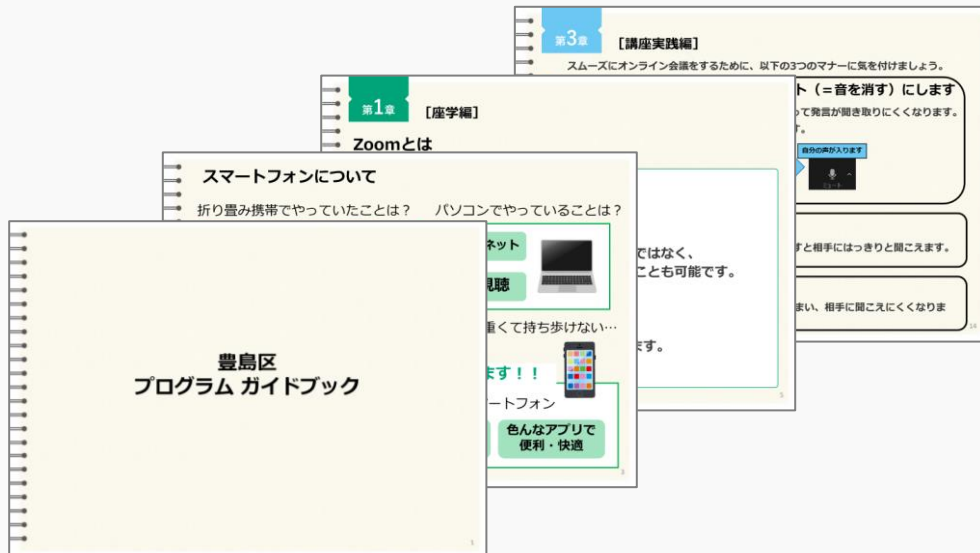 豊島区
プログラム ガイドブック
1
スマートフォンについて
折り畳み携帯でやっていたことは？
パソコンでやっていることは？
ネット
視聴
重くて持ち歩けない…
ます！！
ートフォン
色んなアプリで
便利・快適
3
第1章
［座学編］
Zoomとは
ではなく、
ことも可能です。
ます。
5
第3章
［講座実践編］
スムーズにオンライン会議をするために、以下の3つのマナーに気を付けましょう。
ト（＝音を消す）にします
って発言が聞き取りにくくなります。
す。
自分の声が入ります
ミュート
すと相手にはっきりと聞こえます。
まい、相手に聞こえにくくなりま
14